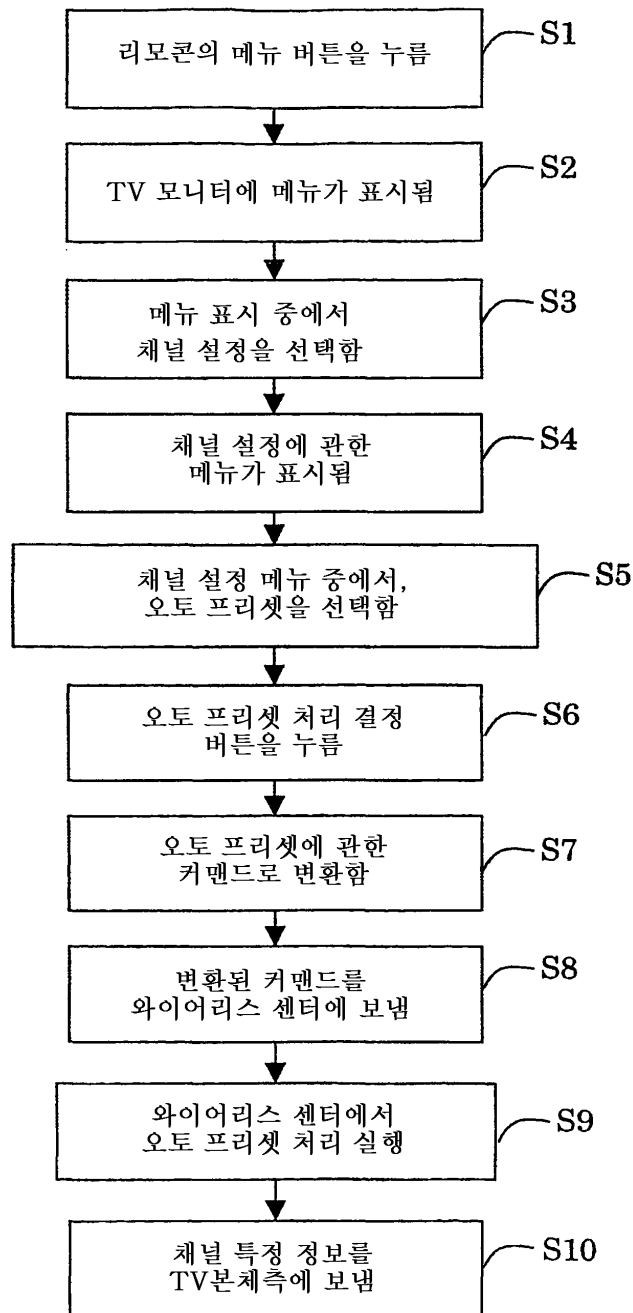 리모콘의 메뉴 버튼을 누름
S1
TV 모니터에 메뉴가 표시됨
S2
메뉴 표시 중에서
채널 설정을 선택함
S3
채널 설정에 관한
메뉴가 표시됨
S4
채널 설정 메뉴 중에서,
오토 프리셋을 선택함
S5
오토 프리셋 처리 결정
버튼을 누름
S6
오토 프리셋에 관한
커맨드로 변환함
S7
변환된 커맨드를
와이어리스 센터에 보냄
S8
와이어리스 센터에서
오토 프리셋 처리 실행
S9
채널 특정 정보를
TV본체측에 보냄
S10